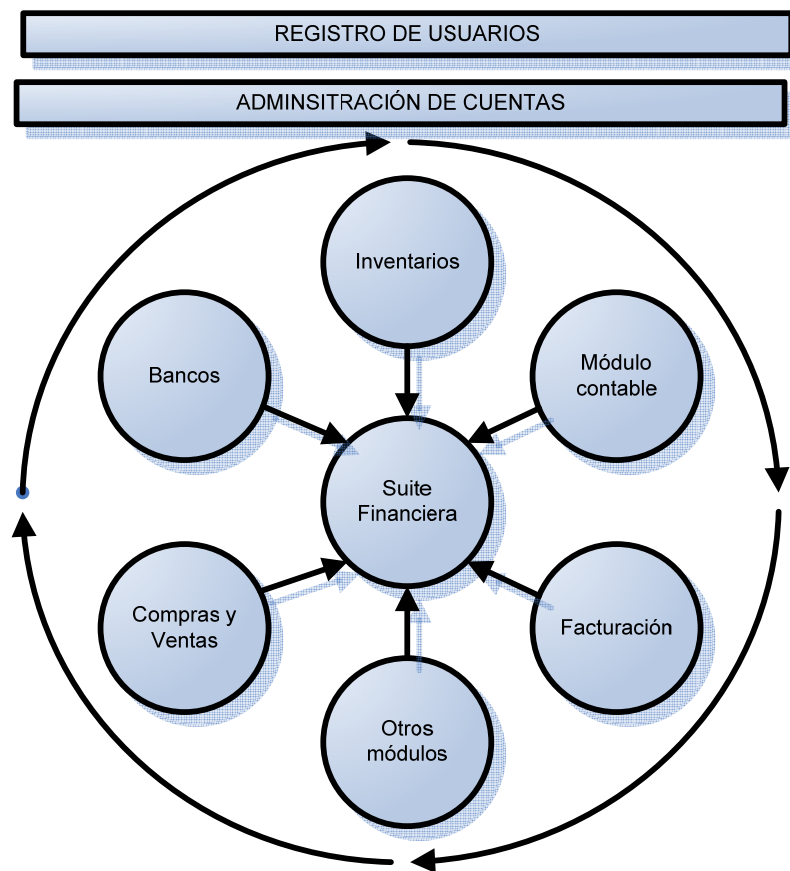 REGISTRO DE USUARIOS
ADMINSITRACIÓN DE CUENTAS
Inventarios
Bancos
Módulo
contable
Suite
Financiera
Compras y
Ventas
Facturación
Otros
módulos